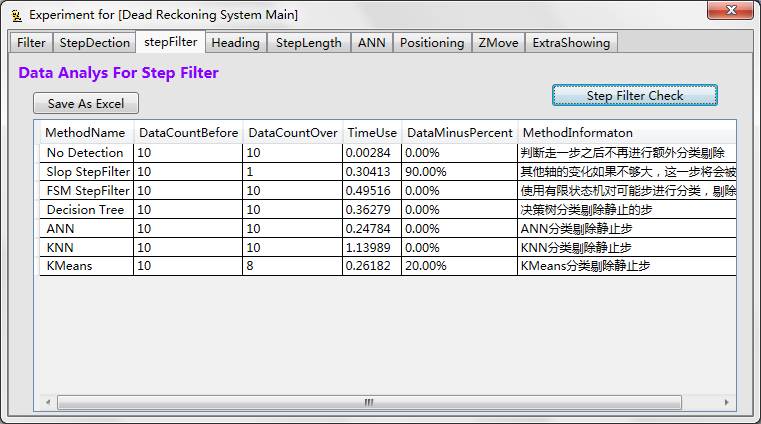 Experiment for [Dead Reckoning System Main]
Filter StepDection stepFilter Heading StepLength ANN Positioning ZMove ExtraShowing
Data Analys For Step Filter
Step Filter Check
Save As Excel
MethodName DataCountBefore DataCountOver TimeUse DataMinusPercent MethodInformaton
No Detection 10 10 0.00284 0.00% 判断走一步之后不再进行额外分类剔除
Slop StepFilter 10 1 0.30413 90.00% 其他轴的变化如果不够大，这一步将会被
FSM StepFilter 10 10 0.49516 0.00% 使用有限状态机对可能步进行分类，剔除
Decision Tree 10 10 0.36279 0.00% 决策树分类剔除静止的步
ANN 10 10 0.24784 0.00% ANN分类剔除静止步
KNN 10 10 1.13989 0.00% KNN分类剔除静止步
KMeans 10 8 0.26182 20.00% KMeans分类剔除静止步